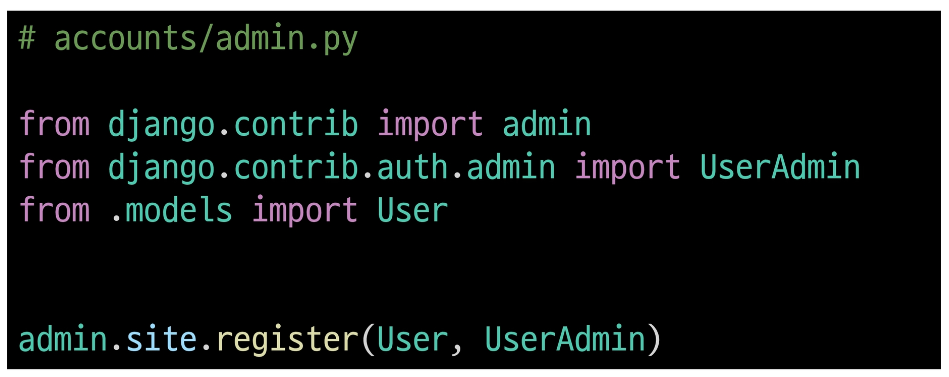 # accounts/admin.py
from django.contrib import admin
from django.contrib.auth.admin import UserAdmin
from .models import User
admin.site.register(User, UserAdmin)